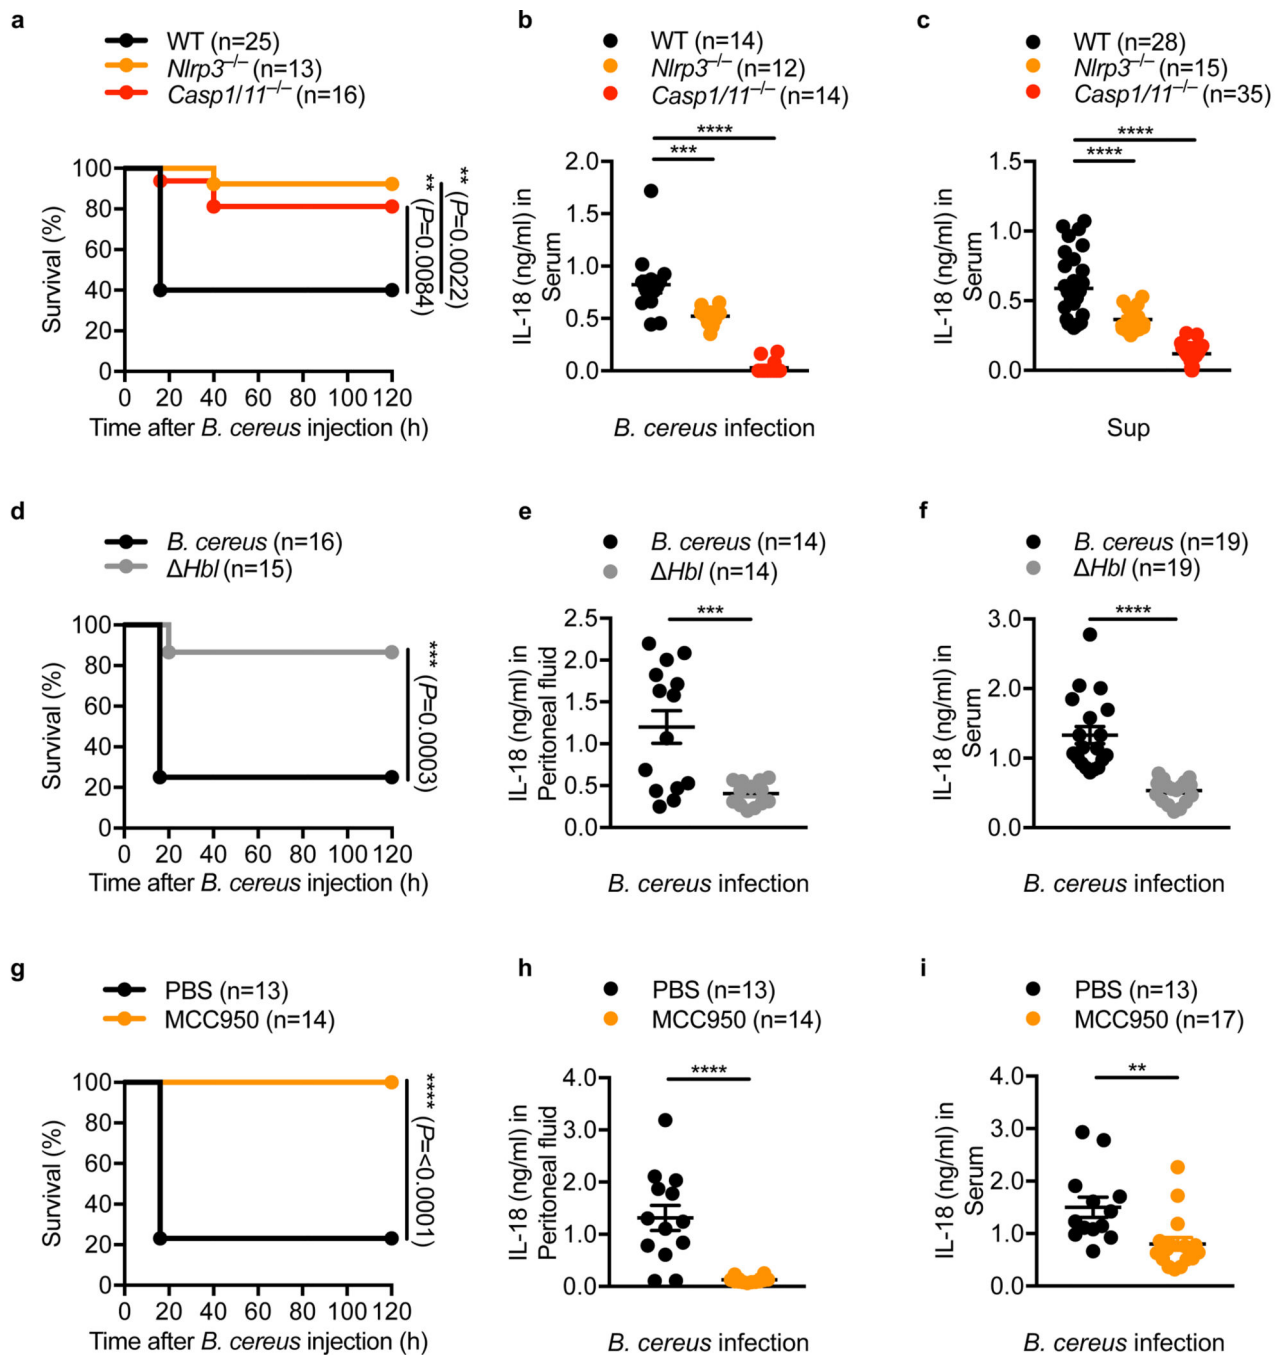 a
WT (n=25)
Nlrp3–/– (n=13)
Casp1/11–/– (n=16)
100
80
60
40
20
0
Survival (%)
0 20 40 60 80 100 120
Time after B. cereus injection (h)
** (P=0.0084)
** (P=0.0022)
b
WT (n=14)
Nlrp3–/– (n=12)
Casp1/11–/– (n=14)
****
***
2.0
1.5
1.0
0.5
0.0
IL-18 (ng/ml) in
Serum
B. cereus infection
c
WT (n=28)
Nlrp3–/– (n=15)
Casp1/11–/– (n=35)
****
****
1.5
1.0
0.5
0.0
IL-18 (ng/ml) in
Serum
Sup
d
B. cereus (n=16)
ΔHbl (n=15)
100
80
60
40
20
0
Survival (%)
0 20 40 60 80 100 120
Time after B. cereus injection (h)
*** (P=0.0003)
e
B. cereus (n=14)
ΔHbl (n=14)
***
2.5
2.0
1.5
1.0
0.5
0.0
IL-18 (ng/ml) in
Peritoneal fluid
B. cereus infection
f
B. cereus (n=19)
ΔHbl (n=19)
****
3.0
2.0
1.0
0.0
IL-18 (ng/ml) in
Serum
B. cereus infection
g
PBS (n=13)
MCC950 (n=14)
100
80
60
40
20
0
Survival (%)
0 20 40 60 80 100 120
Time after B. cereus injection (h)
**** (P=<0.0001)
h
PBS (n=13)
MCC950 (n=14)
****
4.0
3.0
2.0
1.0
0.0
IL-18 (ng/ml) in
Peritoneal fluid
B. cereus infection
i
PBS (n=13)
MCC950 (n=17)
**
4.0
3.0
2.0
1.0
0.0
IL-18 (ng/ml) in
Serum
B. cereus infection